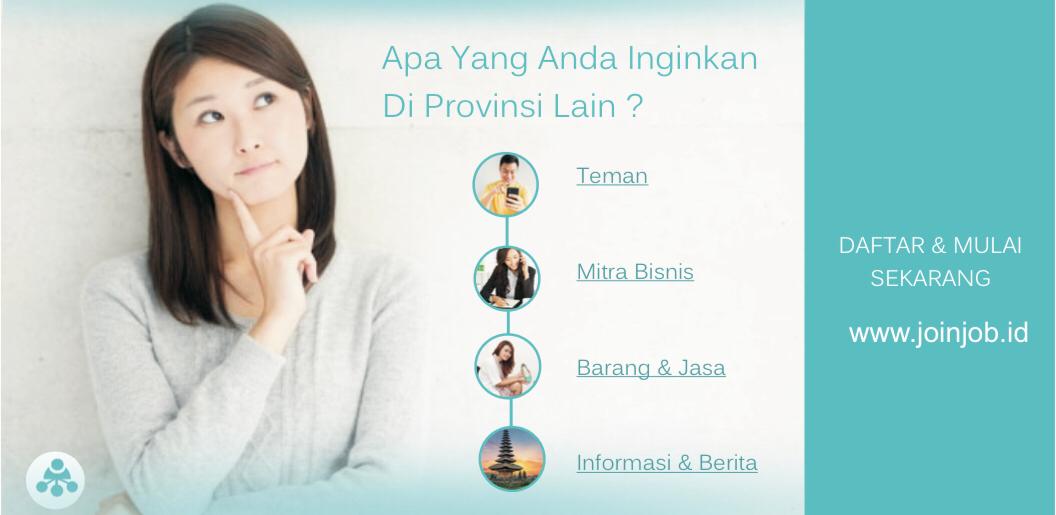 Apa Yang Anda Inginkan
Di Provinsi Lain ?
Teman
Mitra Bisnis
Barang & Jasa
Informasi & Berita
DAFTAR & MULAI
SEKARANG
www.joinjob.id